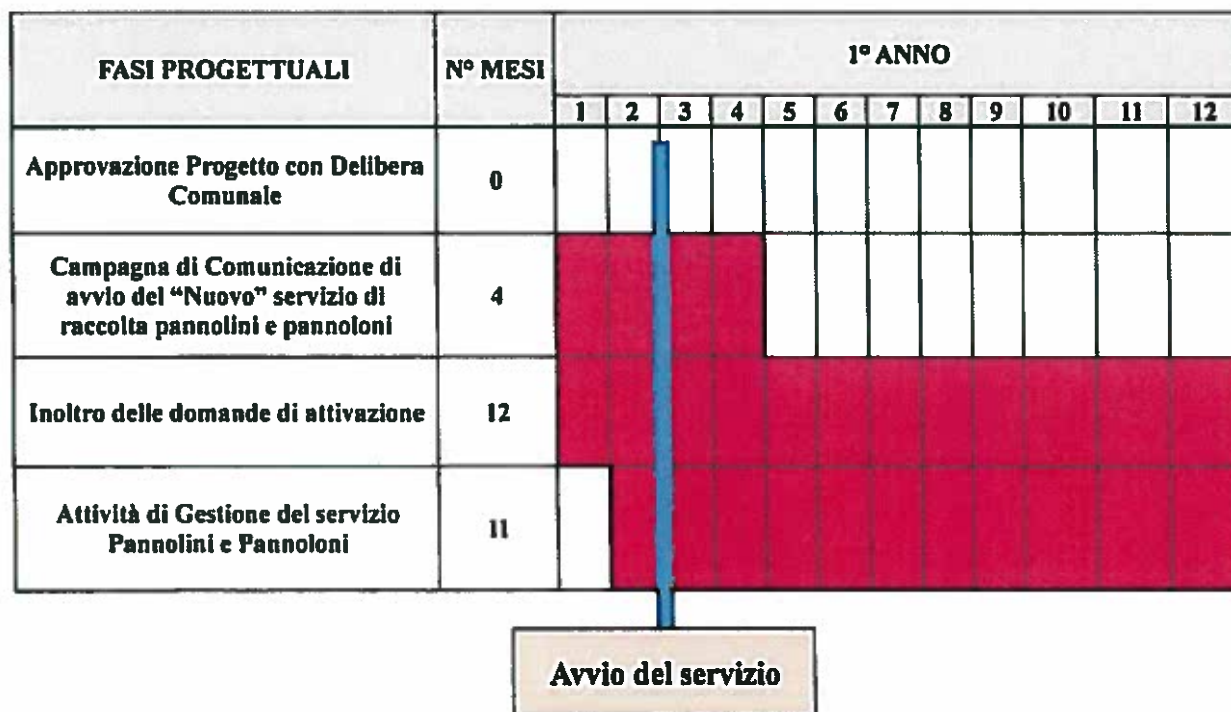 FASI PROGETTUALI
N° MESI
1° ANNO
1 2 3 4 5 6 7 8 9 10 11 12
Approvazione Progetto con Delibera
Comunale
0
Campagna di Comunicazione di
avvio del “Nuovo” servizio di
raccolta pannolini e pannoloni
4
Inoltro delle domande di attivazione
12
Attività di Gestione del servizio
Pannolini e Pannoloni
11
Avvio del servizio